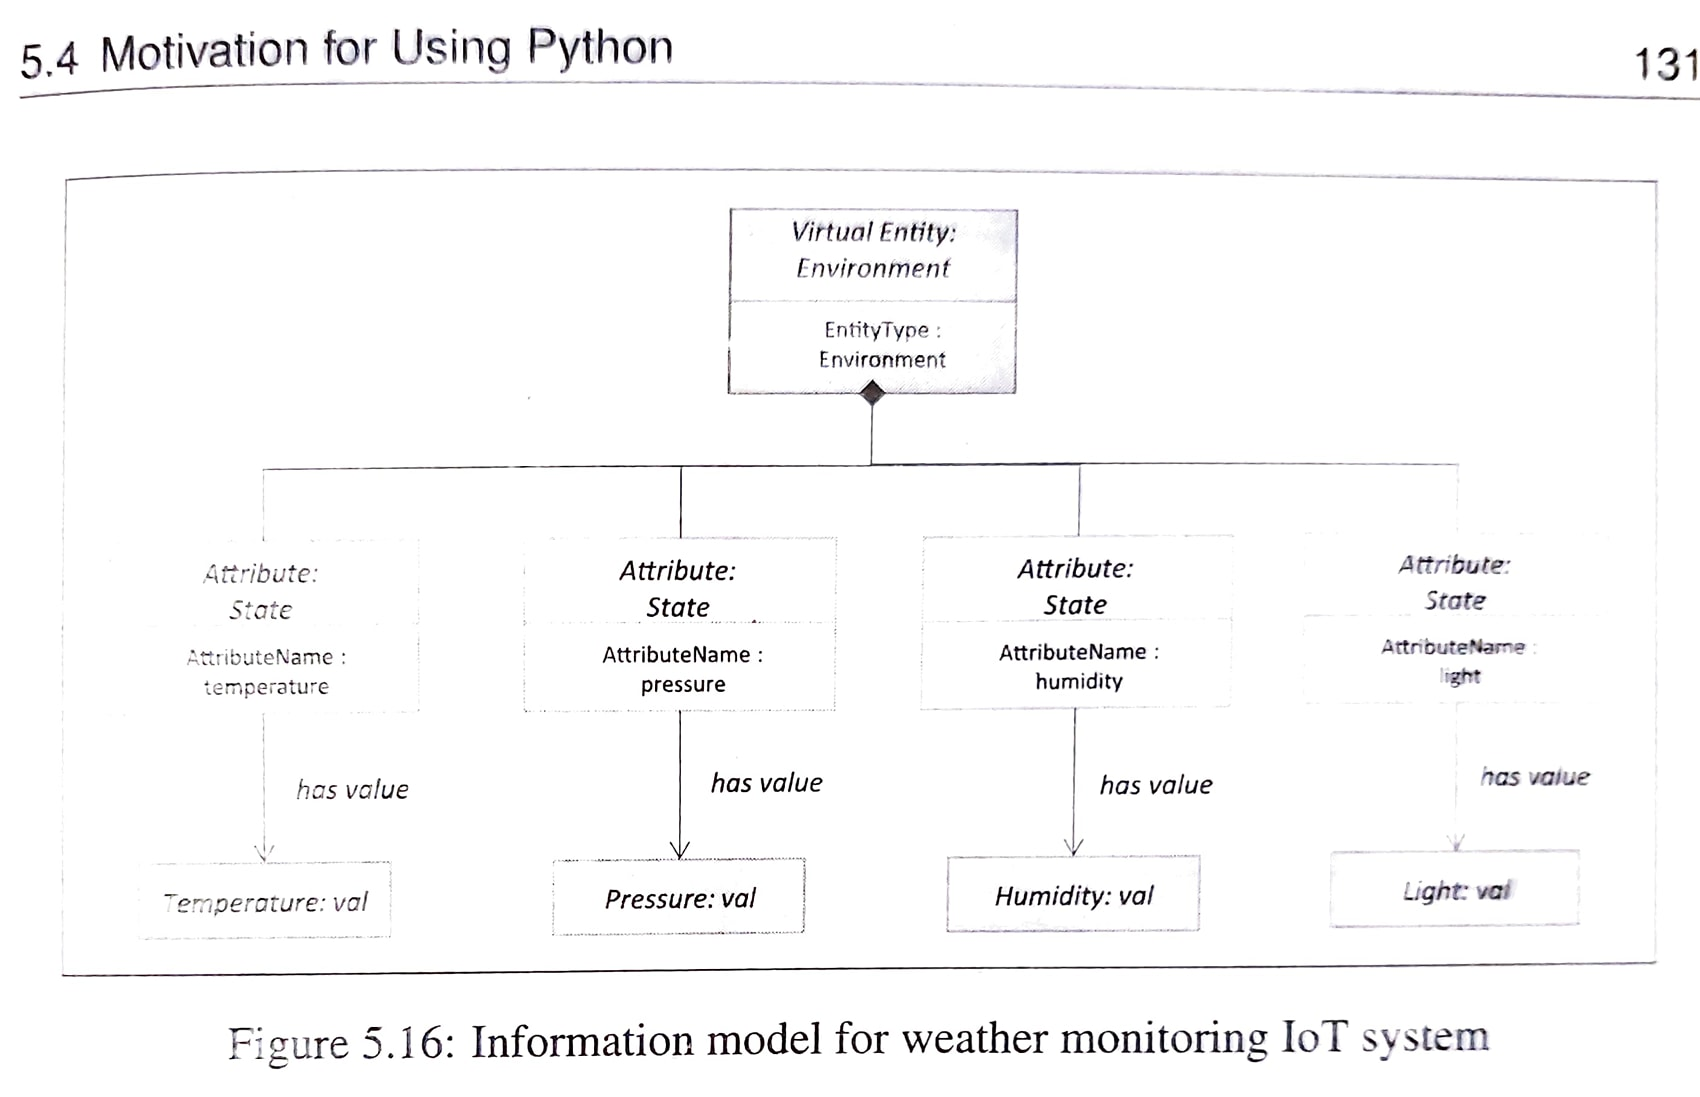 5.4 Motivation for Using Python
131
Virtual Entity:
Environment
EntityType :
Environment
Attribute:
State
AttributeName :
temperature
Attribute:
State
AttributeName :
pressure
Attribute:
State
AttributeName :
humidity
Attribute:
State
AttributeName :
light
has value
has value
has value
has value
Temperature: val
Pressure: val
Humidity: val
Light: val
Figure 5.16: Information model for weather monitoring IoT system